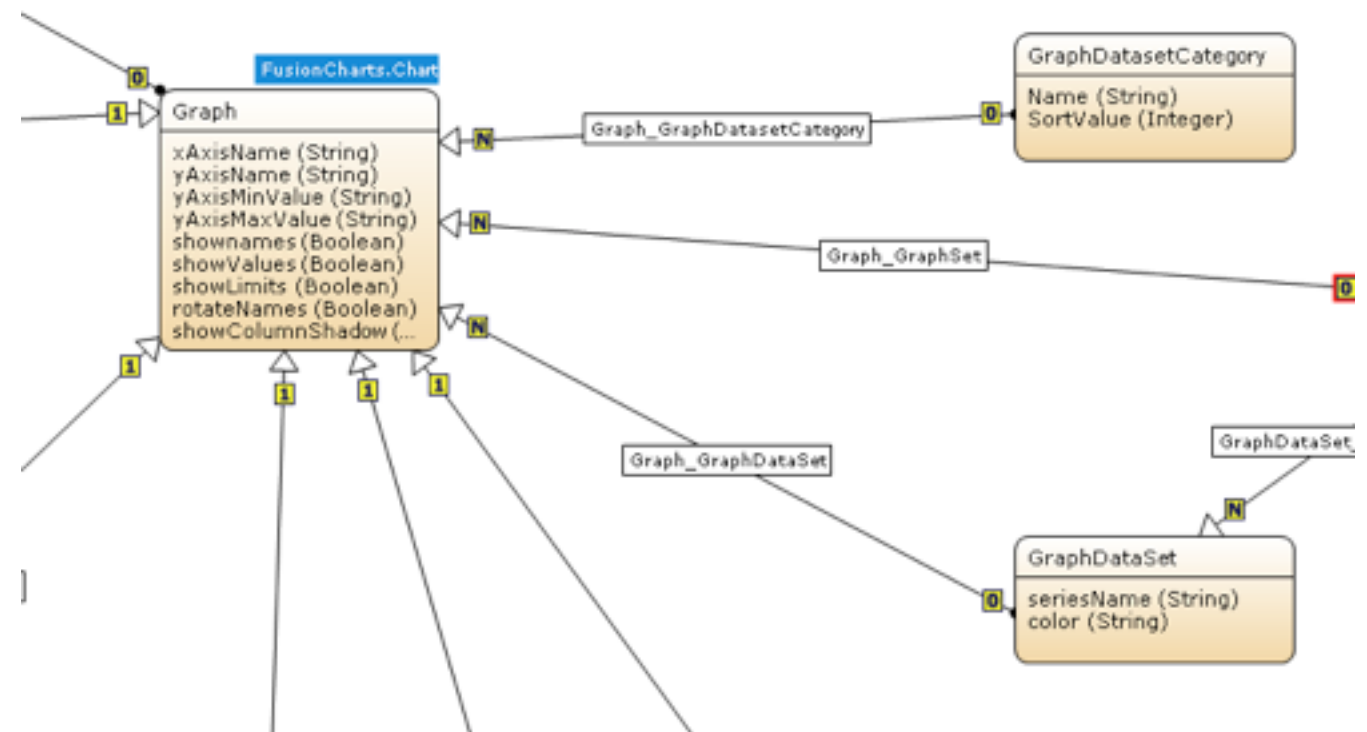 FusionCharts.Chart
Graph
xAxisName (String)
yAxisName (String)
yAxisMinValue (String)
yAxisMaxValue (String)
shownames (Boolean)
showValues (Boolean)
showLimits (Boolean)
rotateNames (Boolean)
showColumnShadow (...
0
1
N
Graph_GraphDatasetCategory
0
GraphDatasetCategory
Name (String)
SortValue (Integer)
N
Graph_GraphSet
0
N
Graph_GraphDataSet
0
1
1
1
1
GraphDataSet_
N
GraphDataSet
seriesName (String)
color (String)